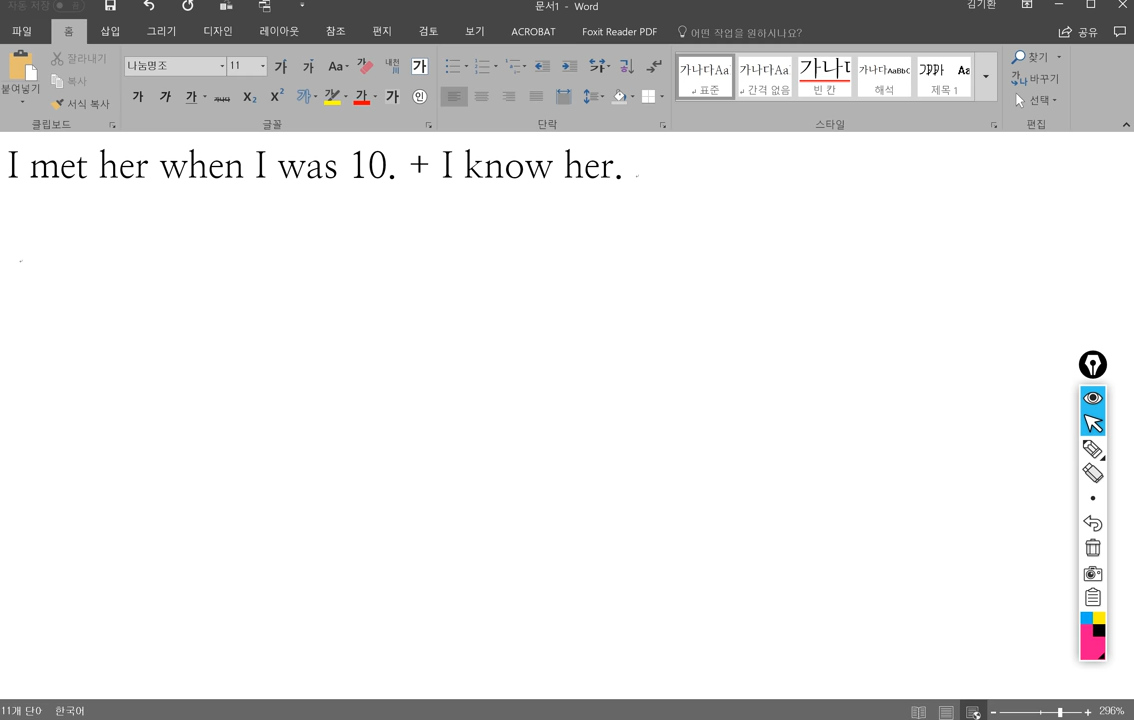 자동 저장
문서1 - Word
김기환
파일 홈 삽입 그리기 디자인 레이아웃 참조 편지 검토 보기 ACROBAT Foxit Reader PDF 어떤 작업을 원하시나요? 공유
붙여넣기
잘라내기
복사
서식 복사
클립보드
나눔명조 11 가 가 Aa 가 내천 가
가 가 가 가나다 X₂ X² 가 가 가 가 인
글꼴
단락
가나다Aa 가나다Aa 가나다 가나다AaBbC 가나다 Aa
표준 간격 없음 빈 칸 해석 제목 1
스타일
찾기
바꾸기
선택
편집
I met her when I was 10. + I know her.
11개 단어 한국어
296%